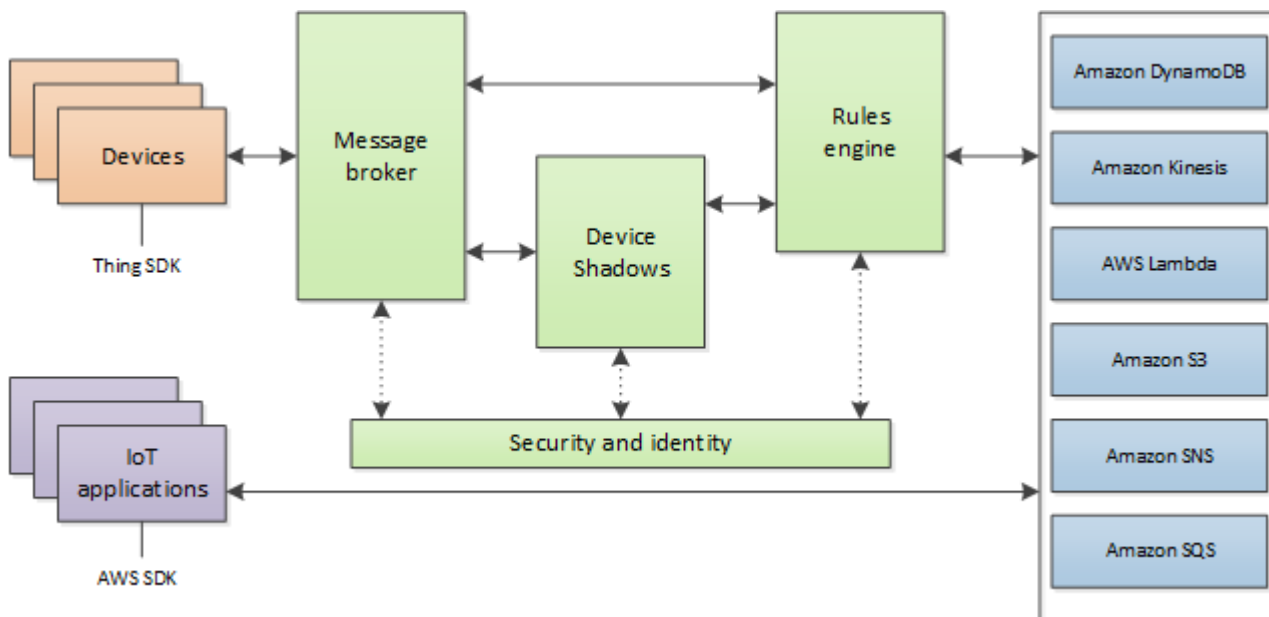 Devices
Thing SDK
IoT
applications
AWS SDK
Message
broker
Device
Shadows
Rules
engine
Security and identity
Amazon DynamoDB
Amazon Kinesis
AWS Lambda
Amazon S3
Amazon SNS
Amazon SQS